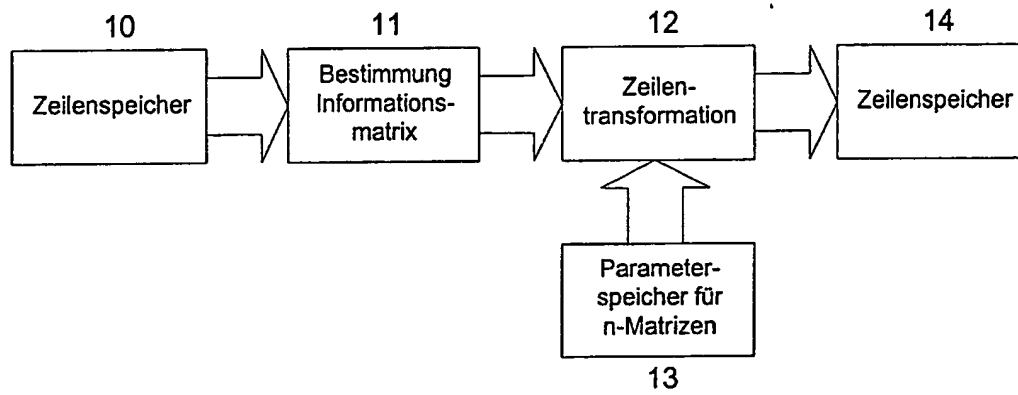 10
11
12
14
Zeilenspeicher
Bestimmung
Informations-
matrix
Zeilen-
transformation
Zeilenspeicher
Parameter-
speicher für
n-Matrizen
13